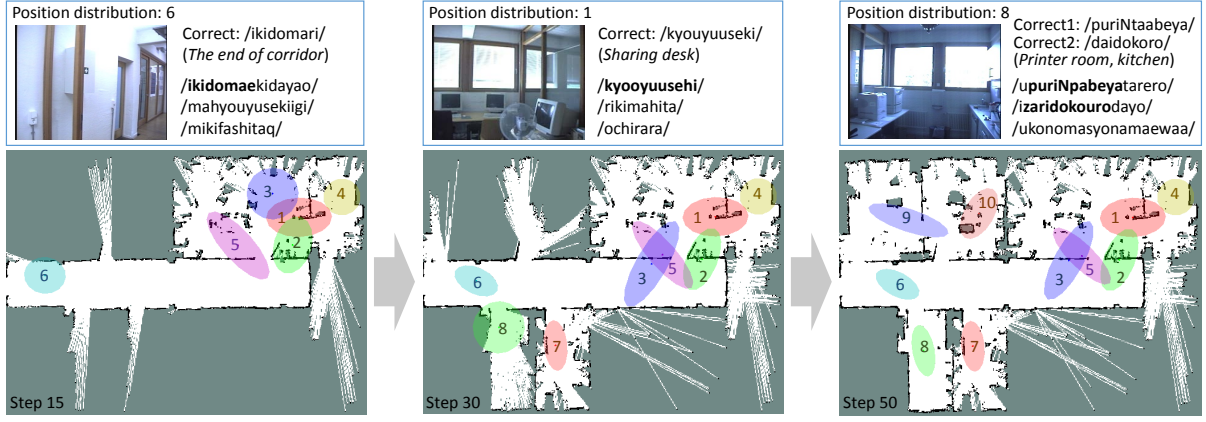 Position distribution: 6
Correct: /ikidomari/
(The end of corridor)
/ikidomaekidayao/
/mahyouyusekiigi/
/mikifashitaq/
Position distribution: 1
Correct: /kyouyuuseki/
(Sharing desk)
/kyooyuusehi/
/rikimahita/
/ochirara/
Position distribution: 8
Correct1: /puriNtaabeya/
Correct2: /daidokoro/
(Printer room, kitchen)
/upuriNpabeyatarero/
/izaridokourodayo/
/ukonomasyonamaewaa/
3
4
1
2
5
6
Step 15
4
1
2
5
3
6
8
7
Step 30
4
10
9
1
5
2
3
6
8
7
Step 50